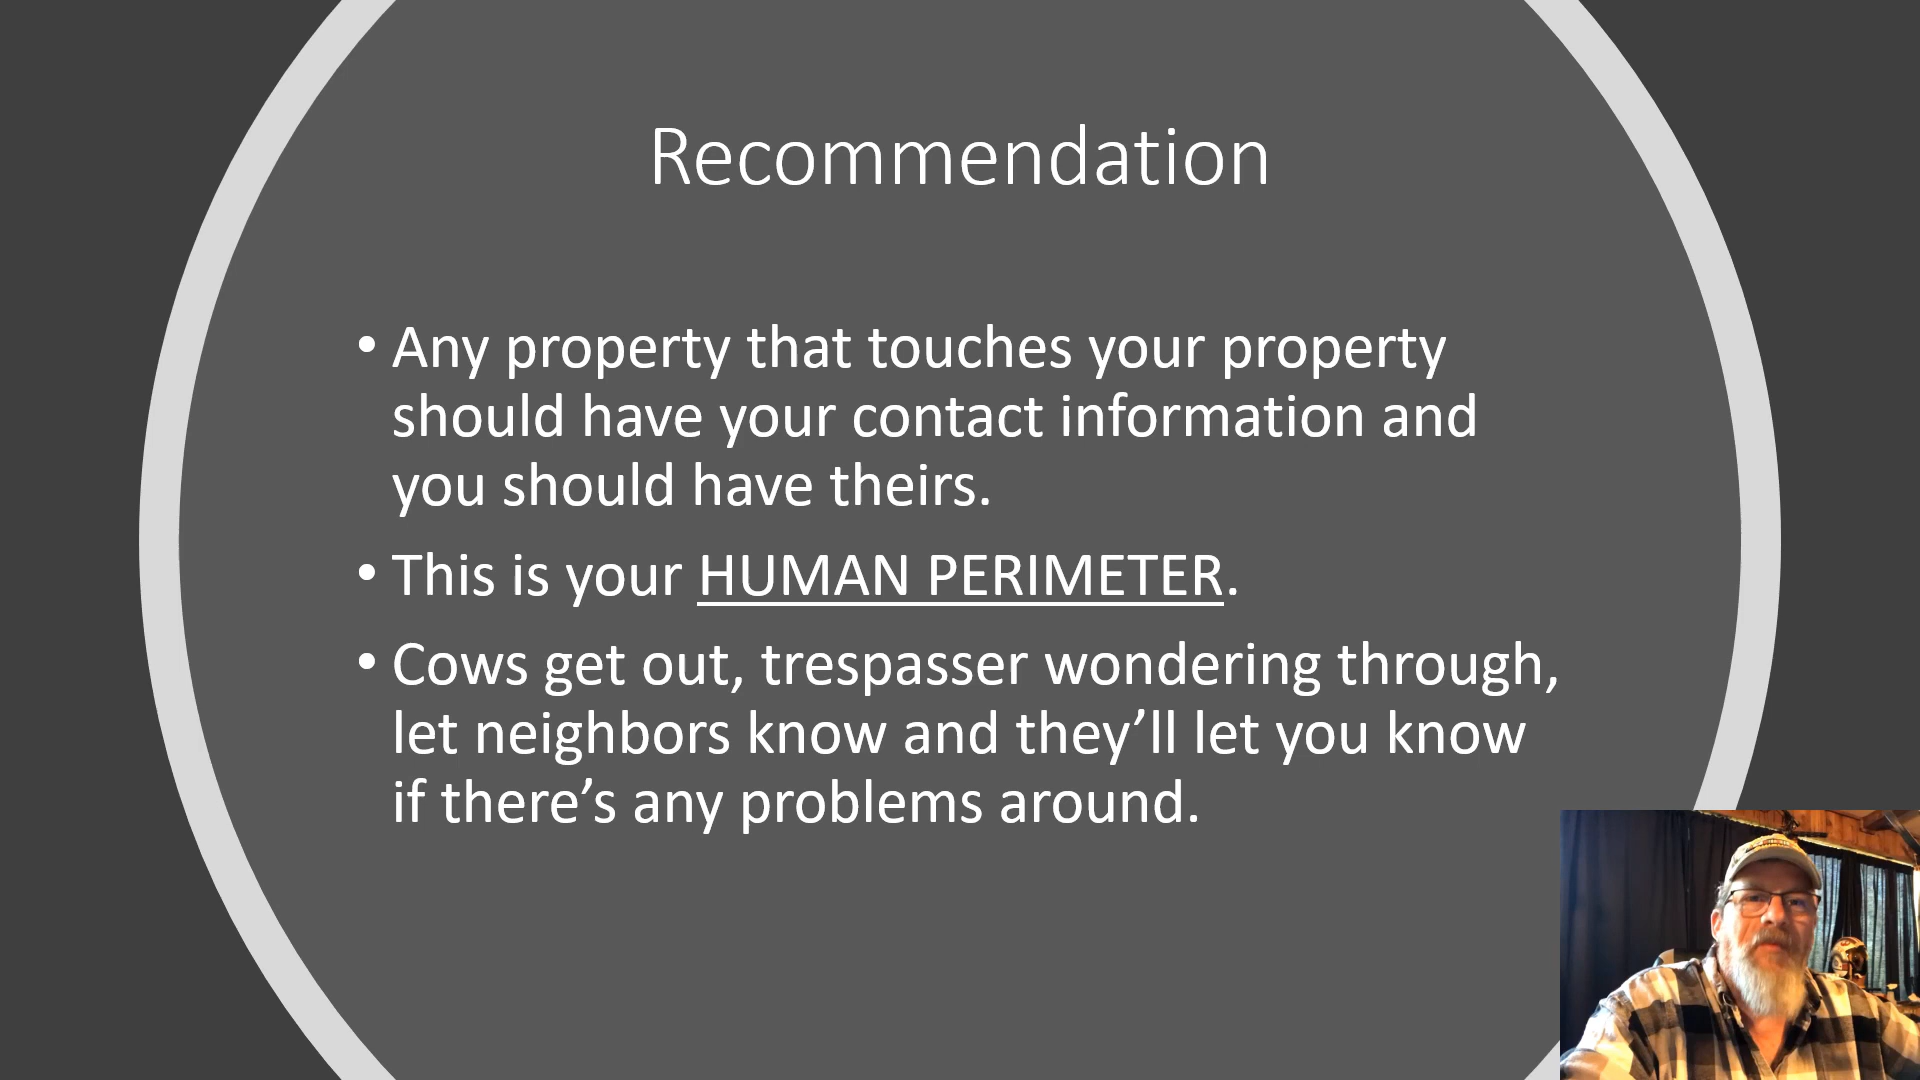 Recommendation
• Any property that touches your property
should have your contact information and
you should have theirs.
• This is your HUMAN PERIMETER.
• Cows get out, trespasser wondering through,
let neighbors know and they’ll let you know
if there’s any problems around.